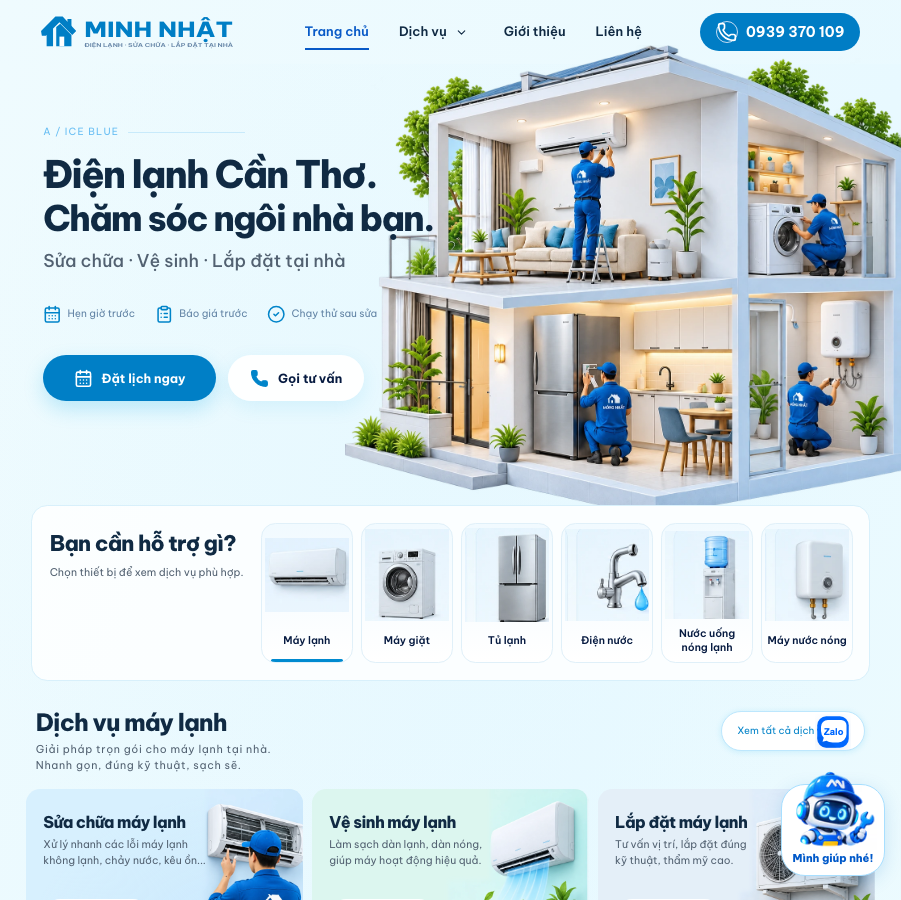 MINH NHẬT
ĐIỆN LẠNH · SỬA CHỮA · LẮP ĐẶT TẠI NHÀ
Trang chủ
Dịch vụ
Giới thiệu
Liên hệ
0939 370 109
A / ICE BLUE
Điện lạnh Cần Thơ.
Chăm sóc ngôi nhà bạn.
Sửa chữa · Vệ sinh · Lắp đặt tại nhà
Hẹn giờ trước
Báo giá trước
Chạy thử sau sửa
Đặt lịch ngay
Gọi tư vấn
Bạn cần hỗ trợ gì?
Chọn thiết bị để xem dịch vụ phù hợp.
Máy lạnh
Máy giặt
Tủ lạnh
Điện nước
Nước uống
nóng lạnh
Máy nước nóng
Dịch vụ máy lạnh
Giải pháp trọn gói cho máy lạnh tại nhà.
Nhanh gọn, đúng kỹ thuật, sạch sẽ.
Xem tất cả dịch
Zalo
Sửa chữa máy lạnh
Xử lý nhanh các lỗi máy lạnh
không lạnh, chảy nước, kêu ồn...
Vệ sinh máy lạnh
Làm sạch dàn lạnh, dàn nóng,
giúp máy hoạt động hiệu quả.
Lắp đặt máy lạnh
Tư vấn vị trí, lắp đặt đúng
kỹ thuật, thẩm mỹ cao.
Mình giúp nhé!